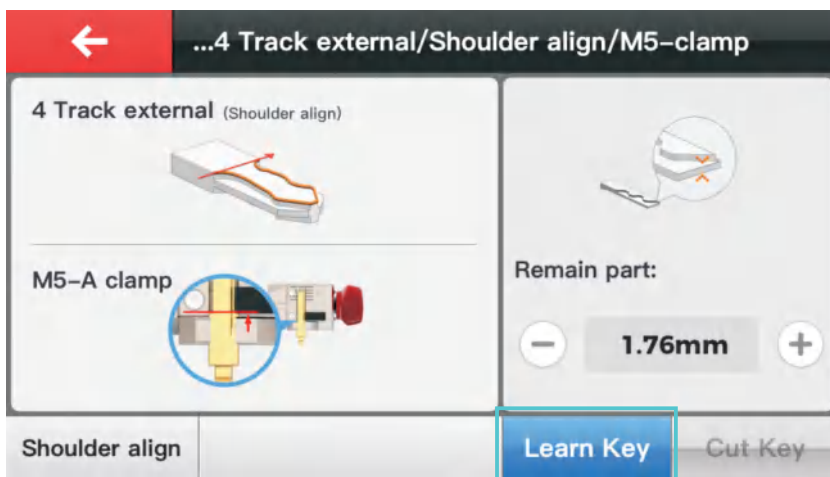 ...4 Track external/Shoulder align/M5-clamp
4 Track external (Shoulder align)
M5-A clamp
Remain part:
1.76mm
Shoulder align
Learn Key
Cut Key